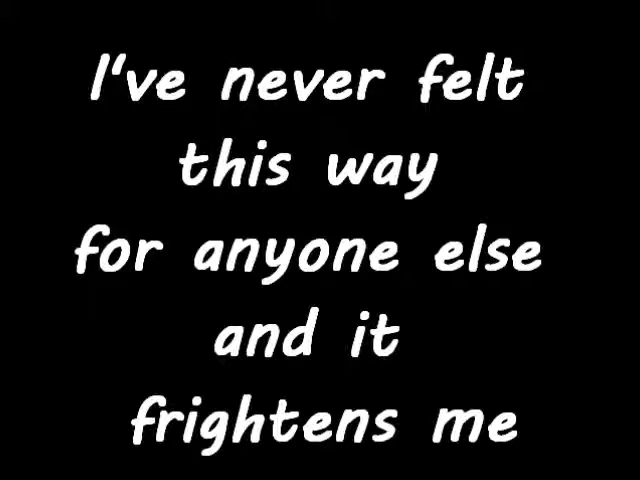 I've never felt
this way
for anyone else
and it
frightens me